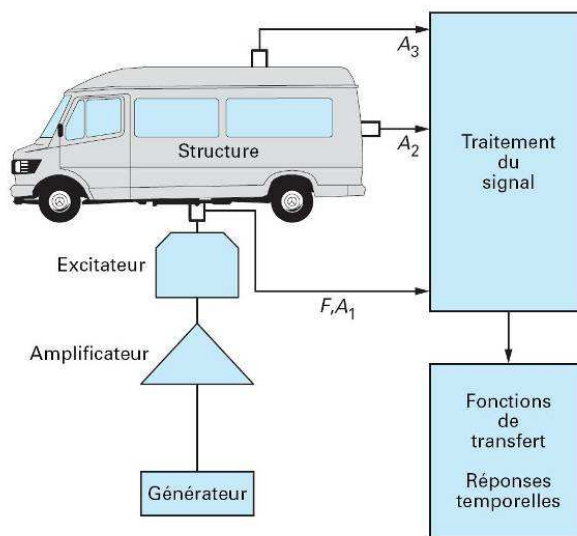 A3
Structure
A2
Traitement
du
signal
Excitateur
F,A1
Amplificateur
Fonctions
de
transfert
Réponses
temporelles
Générateur